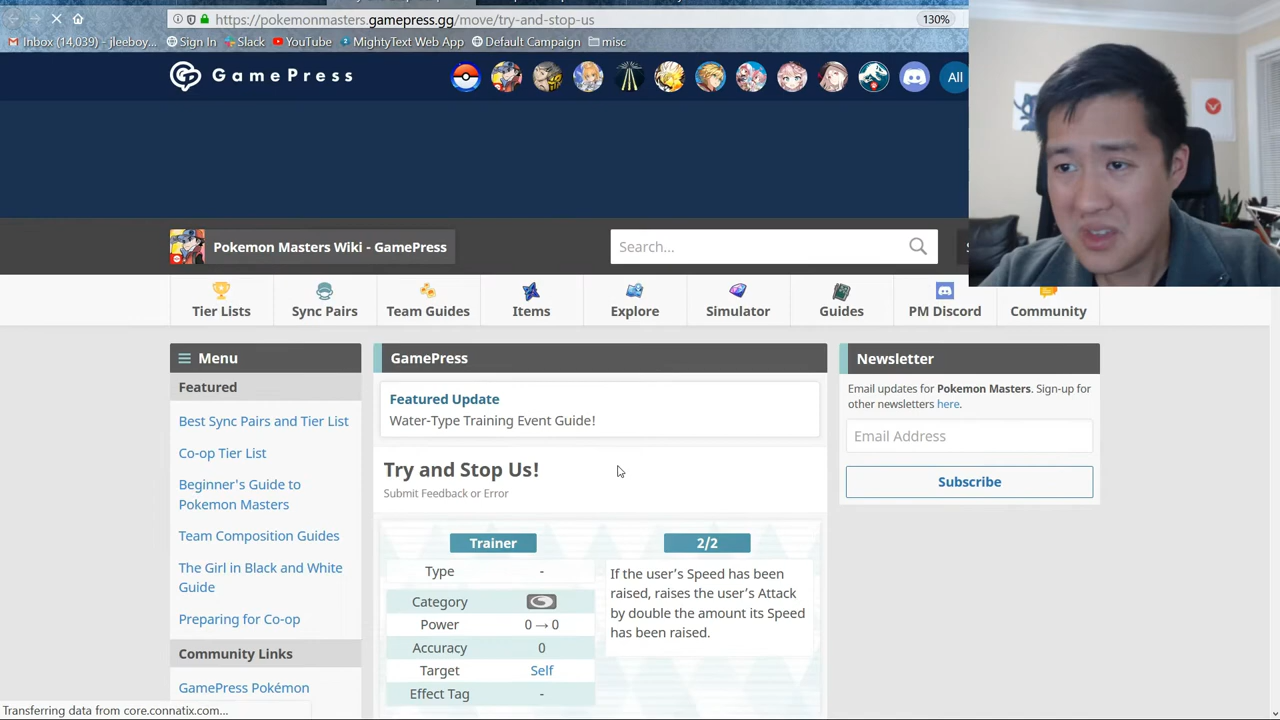 https://pokemonmasters.gamepress.gg/move/try-and-stop-us
130%
Inbox (14,039) - jleeboy...
Sign In
Slack
YouTube
MightyText Web App
Default Campaign
misc
GamePress
All
Pokemon Masters Wiki - GamePress
Search...
S
Tier Lists
Sync Pairs
Team Guides
Items
Explore
Simulator
Guides
PM Discord
Community
Menu
Featured
Best Sync Pairs and Tier List
Co-op Tier List
Beginner's Guide to
Pokemon Masters
Team Composition Guides
The Girl in Black and White
Guide
Preparing for Co-op
Community Links
GamePress Pokémon
GamePress
Featured Update
Water-Type Training Event Guide!
Try and Stop Us!
Submit Feedback or Error
Trainer
Type -
Category
Power 0 → 0
Accuracy 0
Target Self
Effect Tag -
2/2
If the user's Speed has been
raised, raises the user's Attack
by double the amount its Speed
has been raised.
Newsletter
Email updates for Pokemon Masters. Sign-up for
other newsletters here.
Email Address
Subscribe
Transferring data from core.connatix.com...